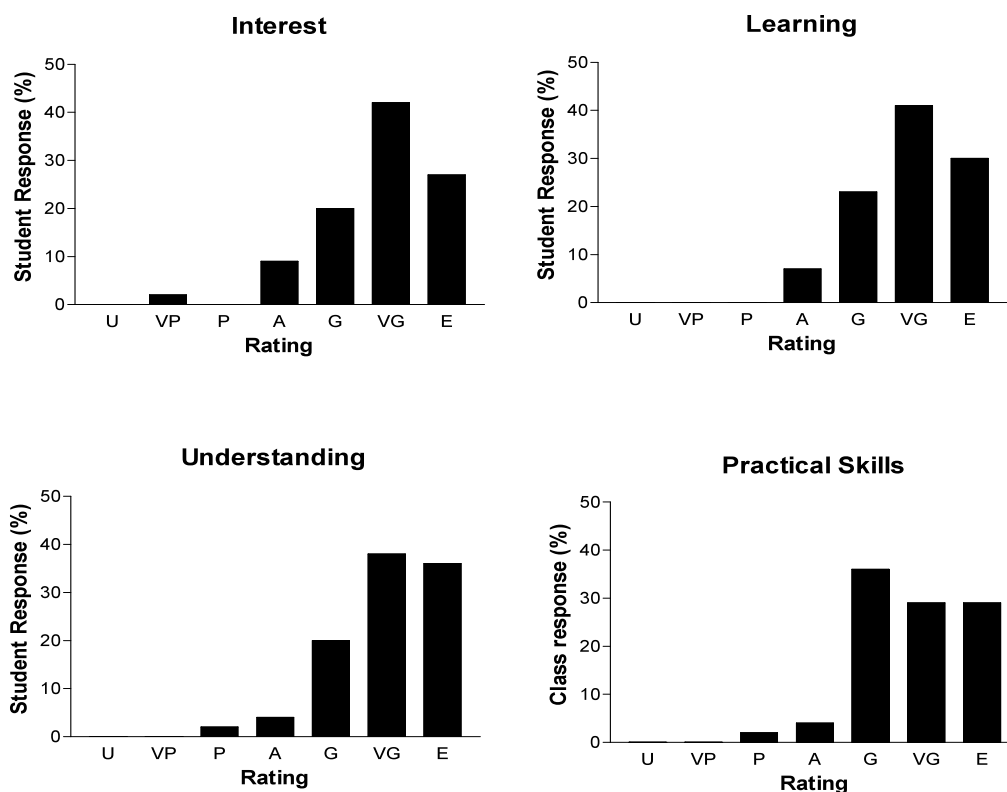 Interest
Student Response (%)
50
40
30
20
10
0
U VP P A G VG E
Rating
Learning
Student Response (%)
50
40
30
20
10
0
U VP P A G VG E
Rating
Understanding
Student Response (%)
50
40
30
20
10
0
U VP P A G VG E
Rating
Practical Skills
Class response (%)
50
40
30
20
10
0
U VP P A G VG E
Rating